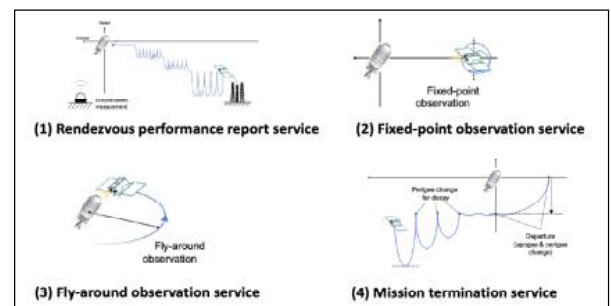 measurement
(1) Rendezvous performance report service
Fixed-point
observation
(2) Fixed-point observation service
Fly-around
observation
(3) Fly-around observation service
Perigee change
for decay
Departure
(apogee & perigee
change)
(4) Mission termination service